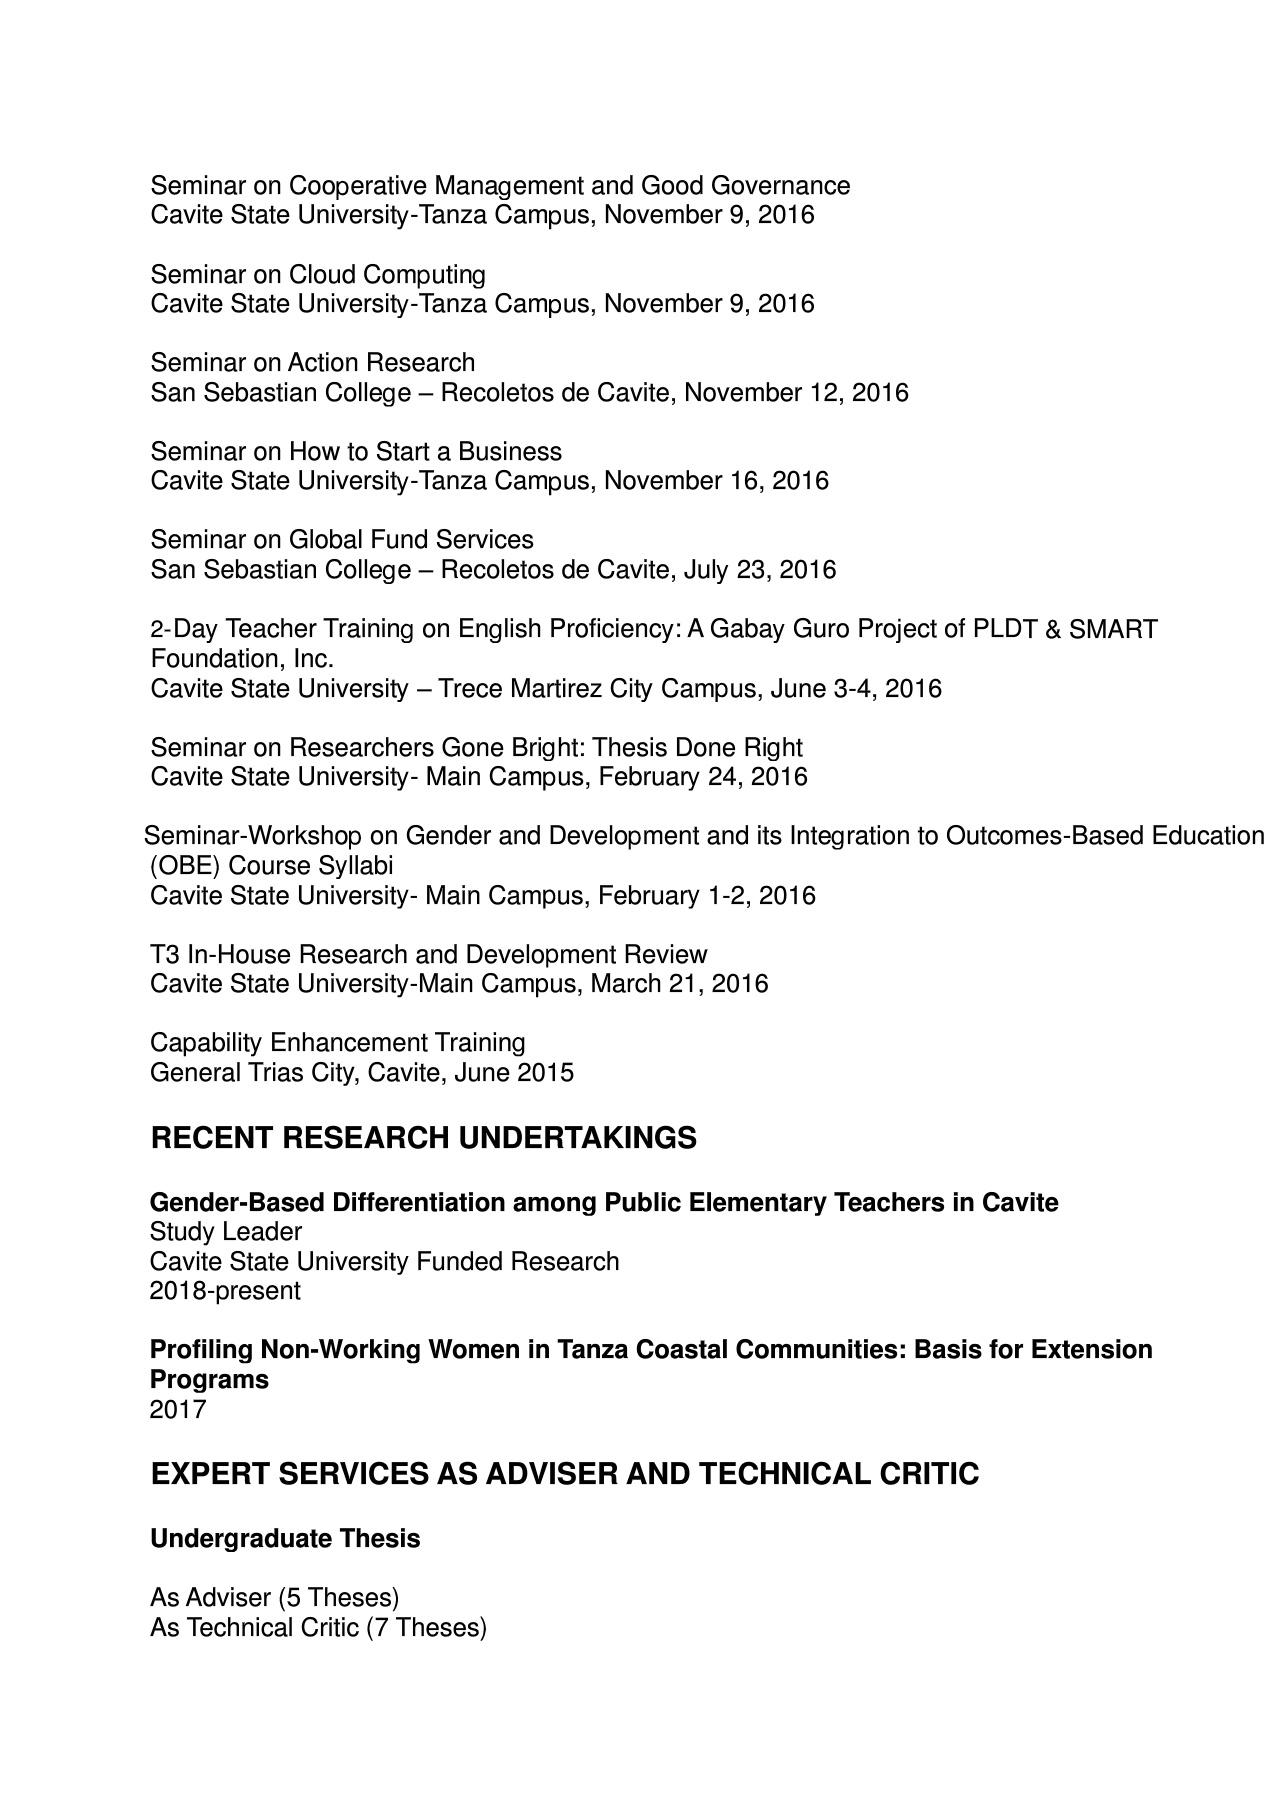 Seminar on Cooperative Management and Good Governance
Cavite State University-Tanza Campus, November 9, 2016
Seminar on Cloud Computing
Cavite State University-Tanza Campus, November 9, 2016
Seminar on Action Research
San Sebastian College – Recoletos de Cavite, November 12, 2016
Seminar on How to Start a Business
Cavite State University-Tanza Campus, November 16, 2016
Seminar on Global Fund Services
San Sebastian College – Recoletos de Cavite, July 23, 2016
2-Day Teacher Training on English Proficiency: A Gabay Guro Project of PLDT & SMART
Foundation, Inc.
Cavite State University – Trece Martirez City Campus, June 3-4, 2016
Seminar on Researchers Gone Bright: Thesis Done Right
Cavite State University- Main Campus, February 24, 2016
Seminar-Workshop on Gender and Development and its Integration to Outcomes-Based Education
(OBE) Course Syllabi
Cavite State University- Main Campus, February 1-2, 2016
T3 In-House Research and Development Review
Cavite State University-Main Campus, March 21, 2016
Capability Enhancement Training
General Trias City, Cavite, June 2015
RECENT RESEARCH UNDERTAKINGS
Gender-Based Differentiation among Public Elementary Teachers in Cavite
Study Leader
Cavite State University Funded Research
2018-present
Profiling Non-Working Women in Tanza Coastal Communities: Basis for Extension
Programs
2017
EXPERT SERVICES AS ADVISER AND TECHNICAL CRITIC
Undergraduate Thesis
As Adviser (5 Theses)
As Technical Critic (7 Theses)